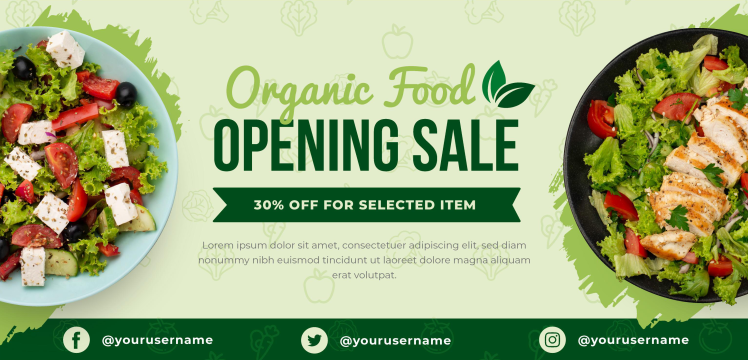 Organic Food
OPENING SALE
30% OFF FOR SELECTED ITEM
Lorem ipsum dolor sit amet, consectetuer adipiscing elit, sed diam
nonummy nibh euismod tincidunt ut laoreet dolore magna aliquam
erat volutpat.
@yourusername
@yourusername
@yourusername